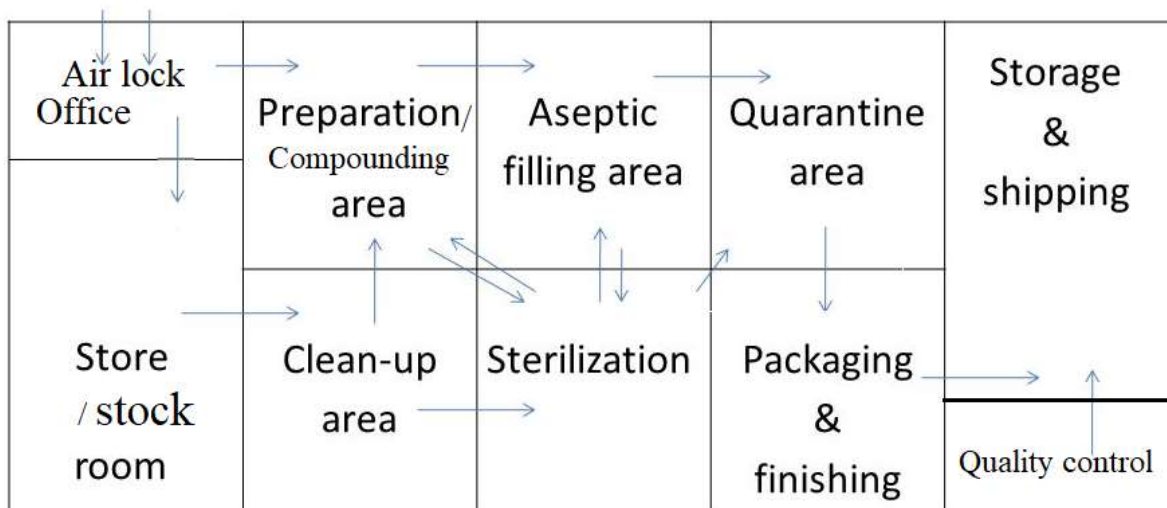 Air lock
Office
Preparation/
Compounding
area
Aseptic
filling area
Quarantine
area
Storage
&
shipping
Store
/ stock
room
Clean-up
area
Sterilization
Packaging
&
finishing
Quality control